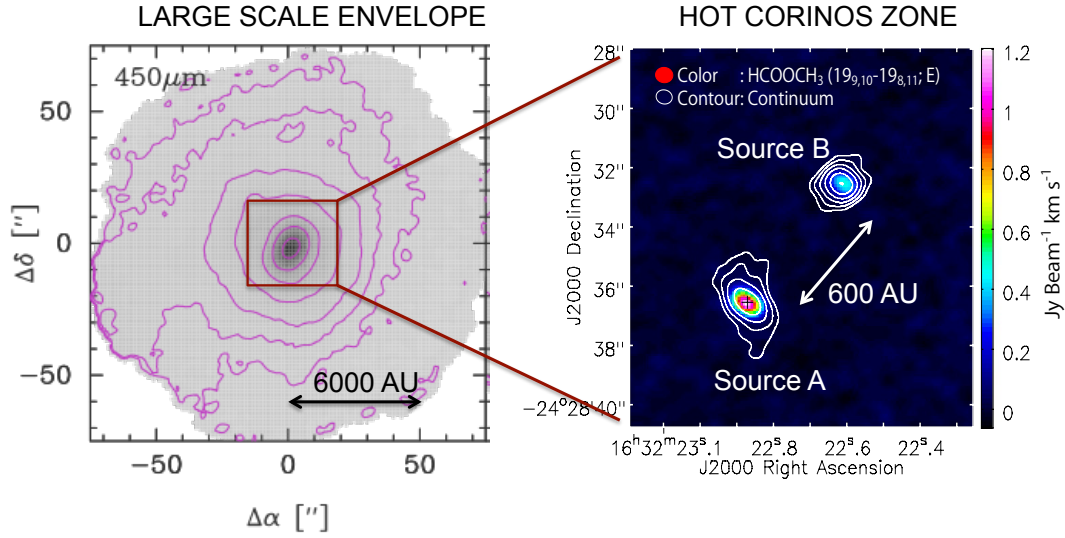 LARGE SCALE ENVELOPE
450μm
50
0
−50
Δδ ["]
6000 AU
−50 0 50
Δα ["]
HOT CORINOS ZONE
28"
30"
32"
34"
36"
38"
−24°28'40"
J2000 Declination
Color : HCOOCH₃ (19₉,₁₀-19₈,₁₁; E)
Contour: Continuum
Source B
600 AU
Source A
16ʰ32ᵐ23ˢ.1 22ˢ.8 22ˢ.6 22ˢ.4
J2000 Right Ascension
1.2
1
0.8
0.6
0.4
0.2
0
Jy Beam⁻¹ km s⁻¹